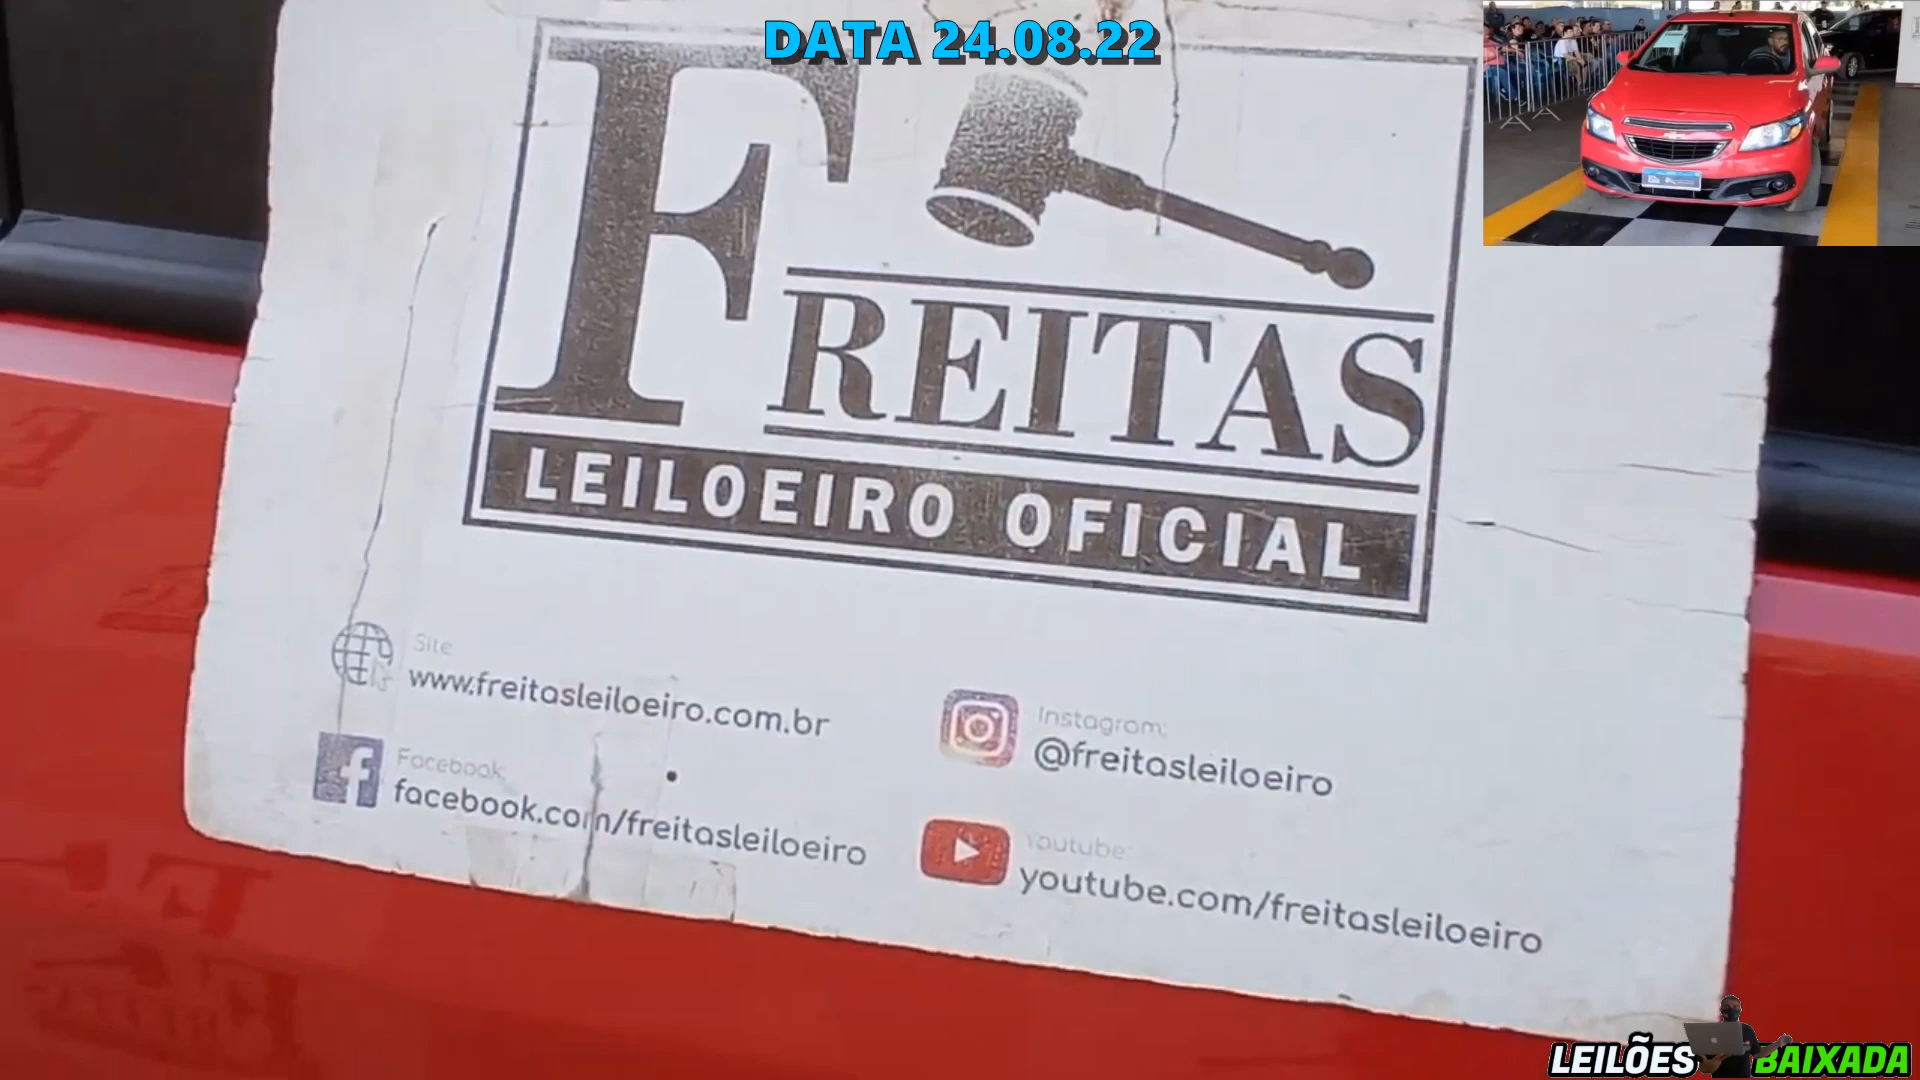 DATA 24.08.22
FREITAS
LEILOEIRO OFICIAL
Site
www.freitasleiloeiro.com.br
Facebook:
facebook.com/freitasleiloeiro
Instagram:
@freitasleiloeiro
Youtube:
youtube.com/freitasleiloeiro
LEILÕES BAIXADA